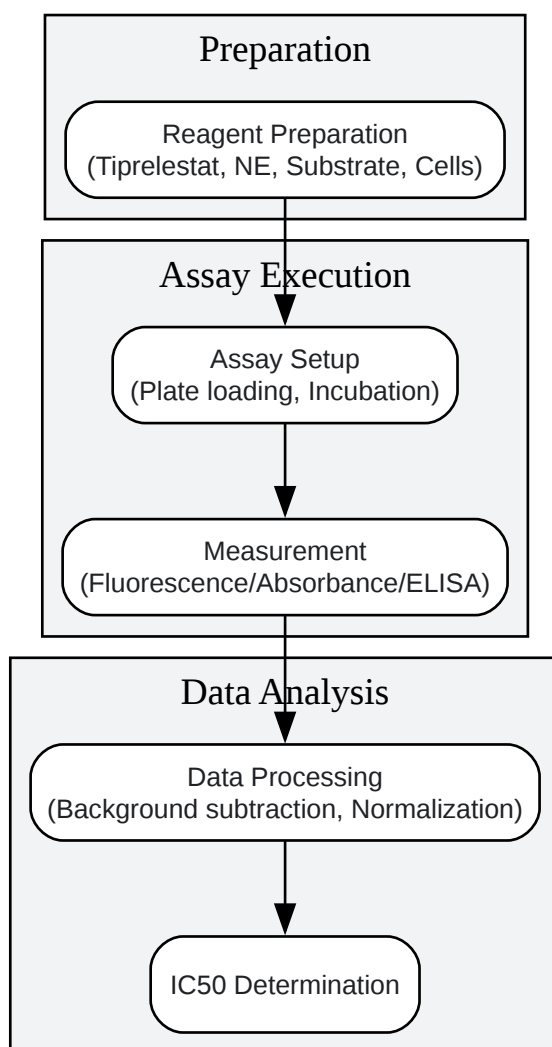 Preparation
Reagent Preparation
(Tiprelestat, NE, Substrate, Cells)
Assay Execution
Assay Setup
(Plate loading, Incubation)
Measurement
(Fluorescence/Absorbance/ELISA)
Data Analysis
Data Processing
(Background subtraction, Normalization)
IC50 Determination